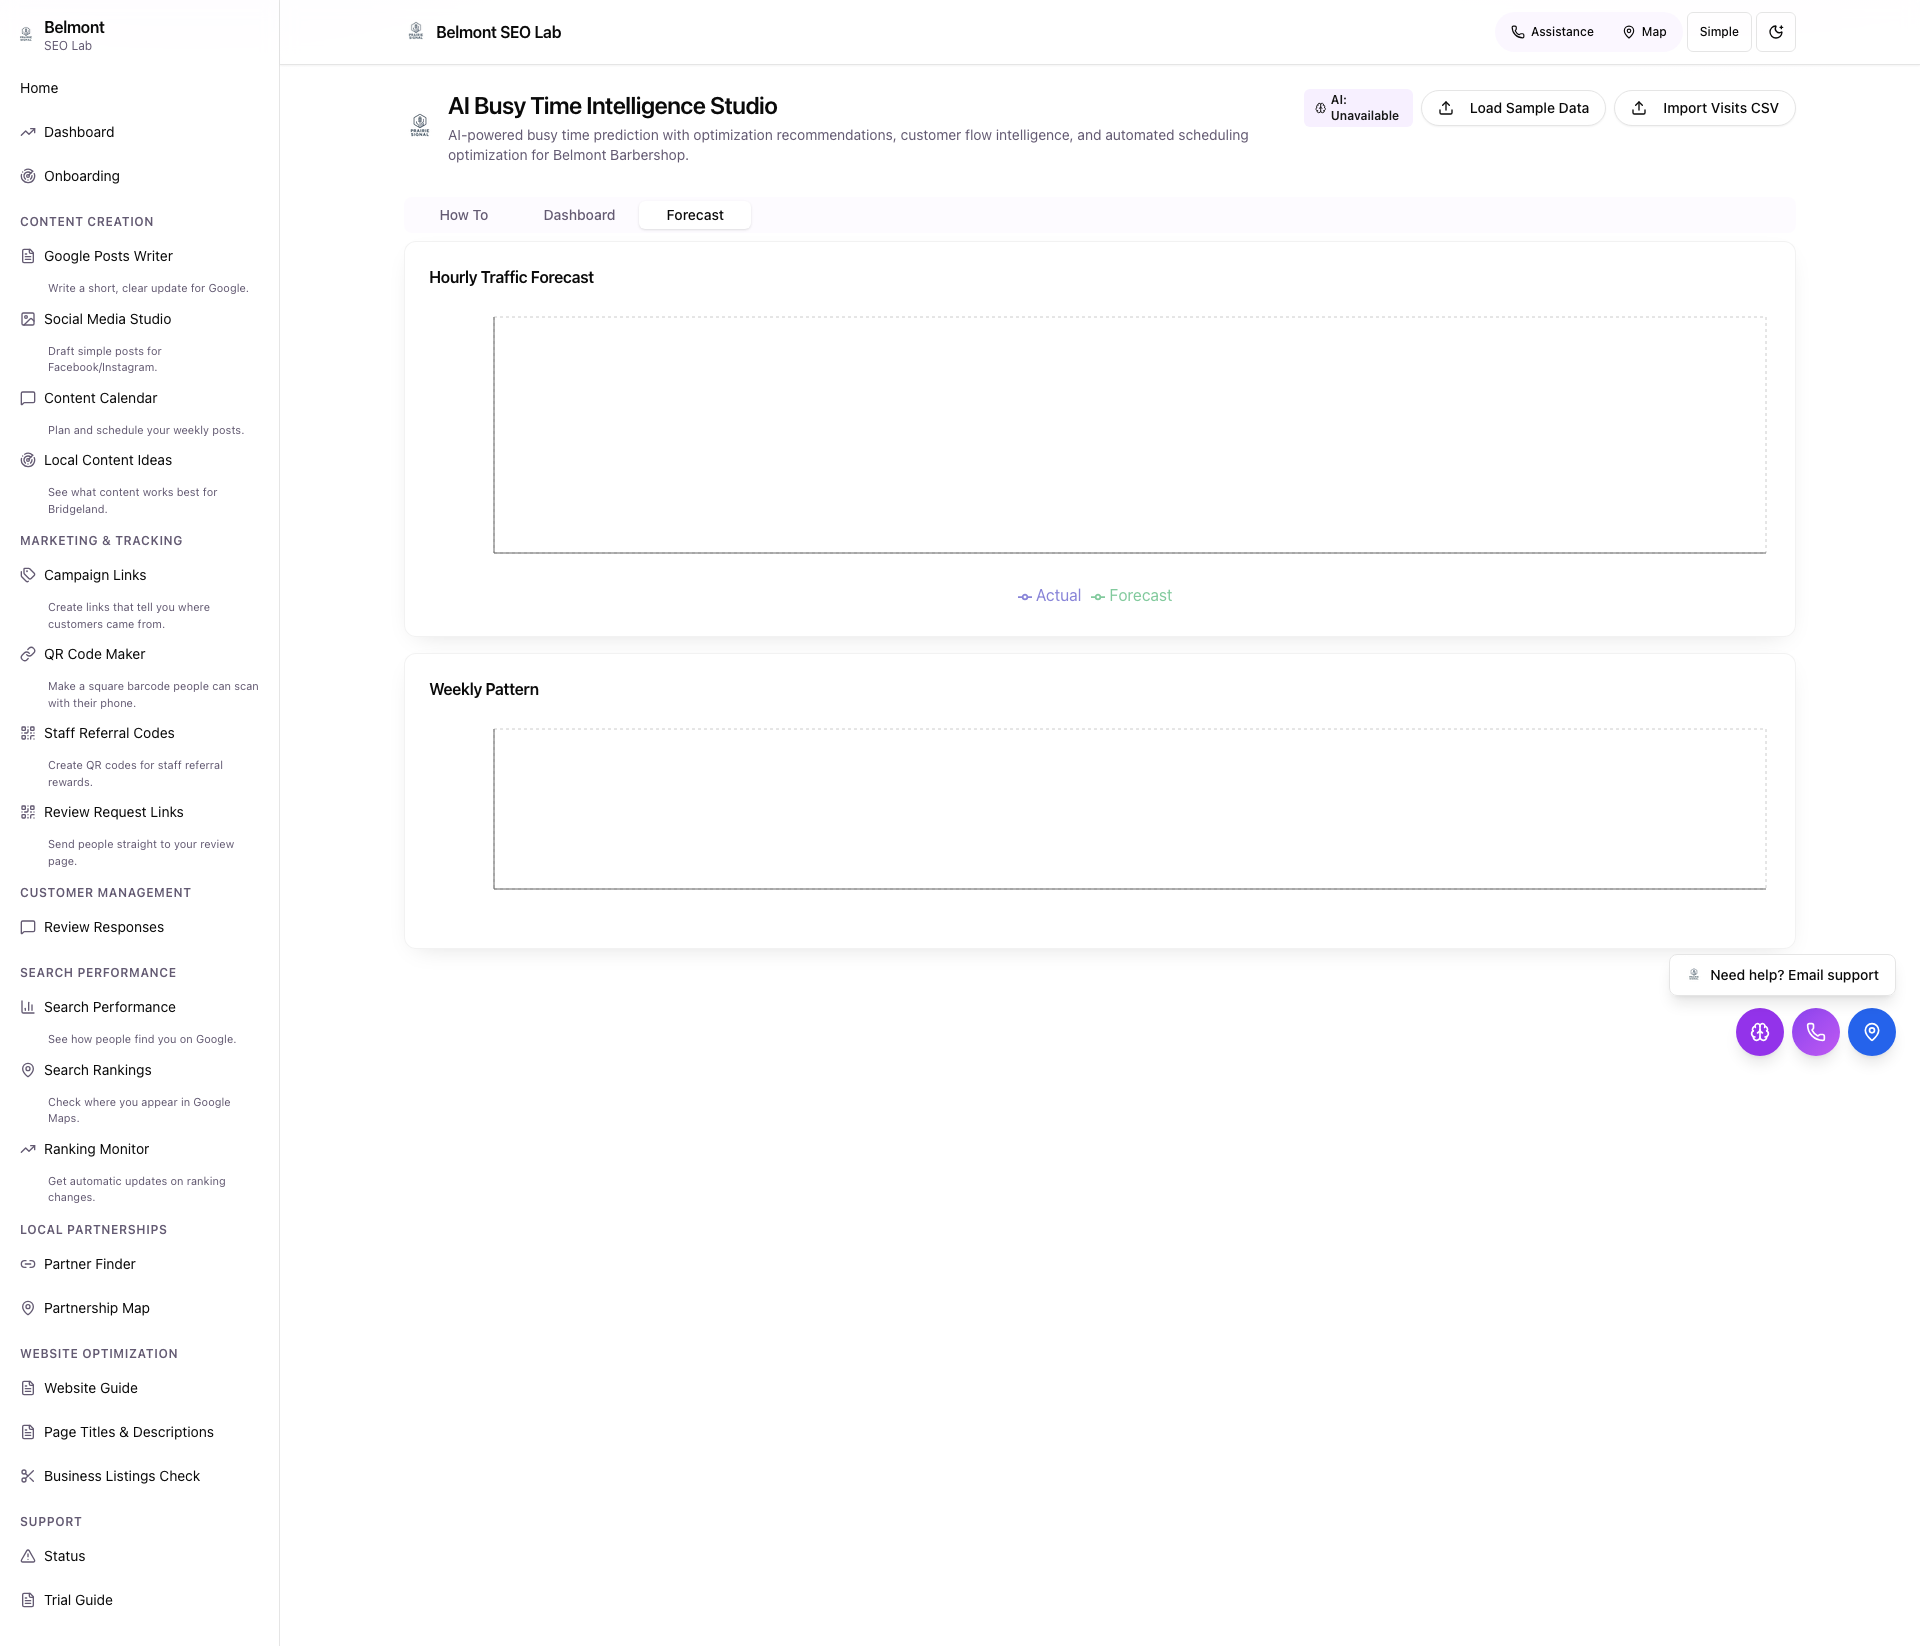 Belmont
SEO Lab
Home
Dashboard
Onboarding
CONTENT CREATION
Google Posts Writer
Write a short, clear update for Google.
Social Media Studio
Draft simple posts for
Facebook/Instagram.
Content Calendar
Plan and schedule your weekly posts.
Local Content Ideas
See what content works best for
Bridgeland.
MARKETING & TRACKING
Campaign Links
Create links that tell you where
customers came from.
QR Code Maker
Make a square barcode people can scan
with their phone.
Staff Referral Codes
Create QR codes for staff referral
rewards.
Review Request Links
Send people straight to your review
page.
CUSTOMER MANAGEMENT
Review Responses
SEARCH PERFORMANCE
Search Performance
See how people find you on Google.
Search Rankings
Check where you appear in Google
Maps.
Ranking Monitor
Get automatic updates on ranking
changes.
LOCAL PARTNERSHIPS
Partner Finder
Partnership Map
WEBSITE OPTIMIZATION
Website Guide
Page Titles & Descriptions
Business Listings Check
SUPPORT
Status
Trial Guide
Belmont SEO Lab
Assistance
Map
Simple
PRAIRIE
SIGNAL
AI Busy Time Intelligence Studio
AI-powered busy time prediction with optimization recommendations, customer flow intelligence, and automated scheduling
optimization for Belmont Barbershop.
AI:
Unavailable
Load Sample Data
Import Visits CSV
How To
Dashboard
Forecast
Hourly Traffic Forecast
Actual
Forecast
Weekly Pattern
Need help? Email support